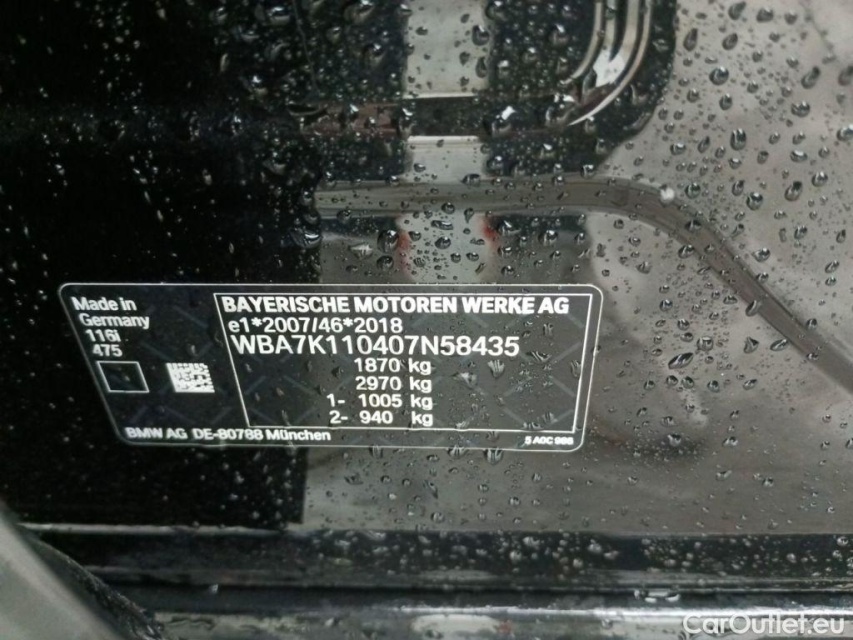 Made in
Germany
116i
475
BAYERISCHE MOTOREN WERKE AG
e1*2007/46*2018
WBA7K110407N58435
1870 kg
2970 kg
1- 1005 kg
2- 940 kg
BMW AG DE-80788 München
5 A0C 988
CarOutlet.eu